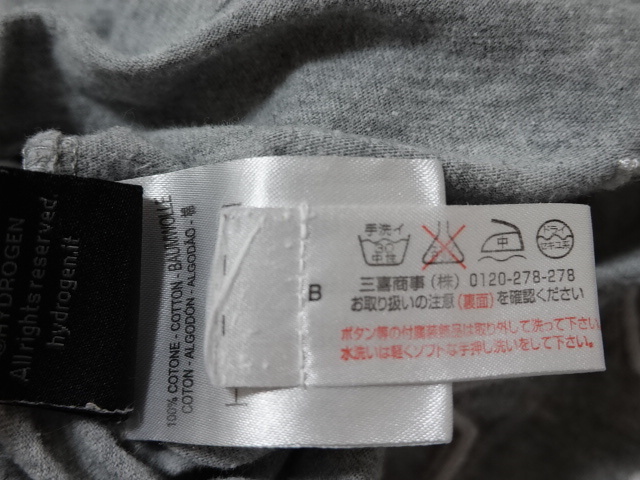 ©HYDROGEN
All rights reserved.
hydrogen.it
100% COTONE - COTTON - BAUMWOLLE
COTON - ALGODÓN - ALGODÃO - 棉
手洗イ
30
中性
中
ドライ
セキユ系
B
三喜商事(株) 0120-278-278
お取り扱いの注意(裏面)を確認ください
ボタン等の付属装飾品は取り外して洗って下さい。
水洗いは軽くソフトな手押し洗いをして下さい。